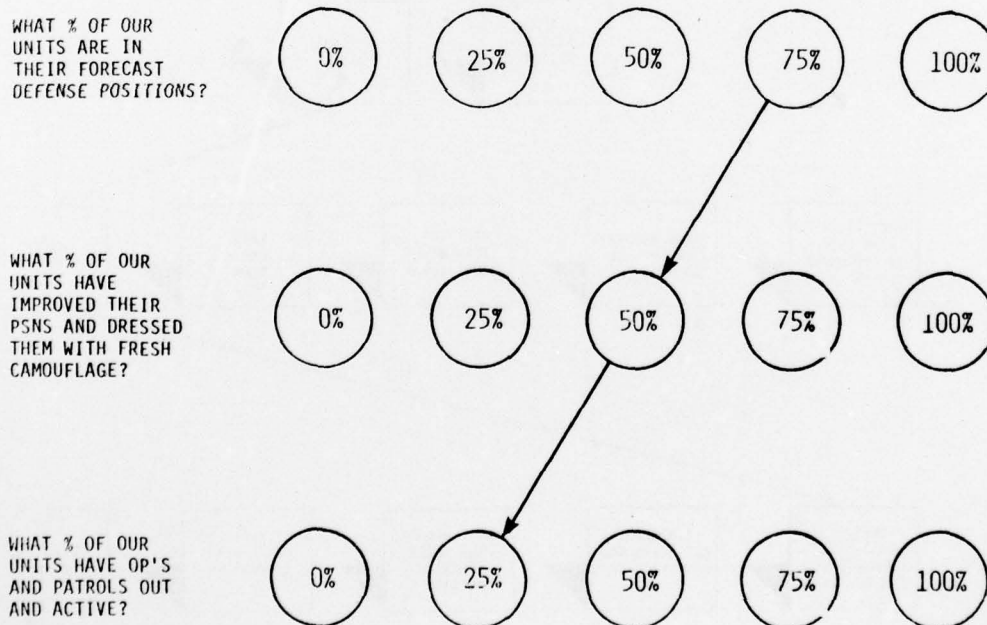 WHAT % OF OUR
UNITS ARE IN
THEIR FORECAST
DEFENSE POSITIONS?
0% 25% 50% 75% 100%
WHAT % OF OUR
UNITS HAVE
IMPROVED THEIR
PSNS AND DRESSED
THEM WITH FRESH
CAMOUFLAGE?
0% 25% 50% 75% 100%
WHAT % OF OUR
UNITS HAVE OP'S
AND PATROLS OUT
AND ACTIVE?
0% 25% 50% 75% 100%